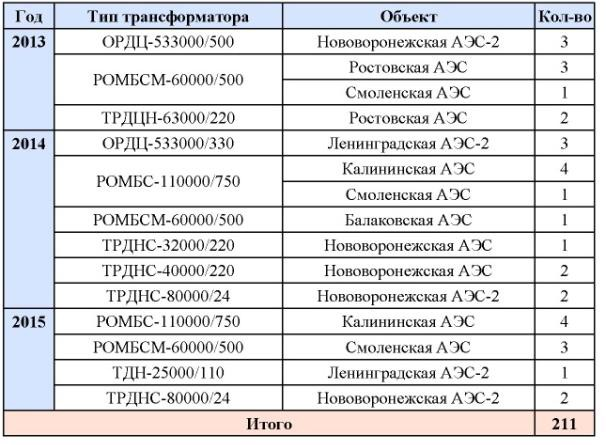 Год Тип трансформатора Объект Кол-во
2013 ОРДЦ-533000/500 Нововоронежская АЭС-2 3
РОМБСМ-60000/500 Ростовская АЭС 3
Смоленская АЭС 1
ТРДЦН-63000/220 Ростовская АЭС 2
2014 ОРДЦ-533000/330 Ленинградская АЭС-2 3
РОМБС-110000/750 Калининская АЭС 4
Смоленская АЭС 1
РОМБСМ-60000/500 Балаковская АЭС 1
ТРДНС-32000/220 Нововоронежская АЭС 1
ТРДНС-40000/220 Нововоронежская АЭС 2
ТРДНС-80000/24 Нововоронежская АЭС-2 2
2015 РОМБС-110000/750 Калининская АЭС 4
РОМБСМ-60000/500 Смоленская АЭС 3
ТДН-25000/110 Ленинградская АЭС-2 1
ТРДНС-80000/24 Нововоронежская АЭС-2 2
Итого 211